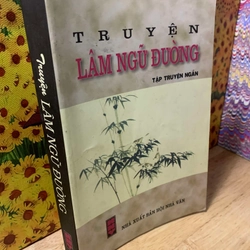 TRUYỆN
LÂM NGỮ ĐƯỜNG
TẬP TRUYỆN NGẮN
NHÀ XUẤT BẢN HỘI NHÀ VĂN
Truyện LÂM NGỮ ĐƯỜNG